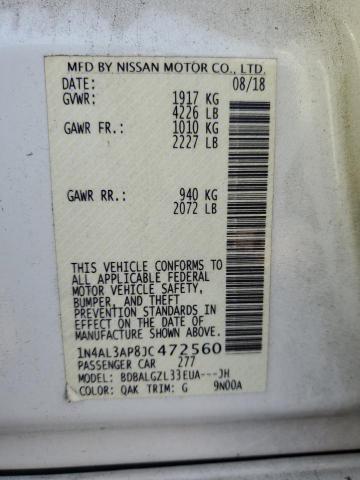 MFD BY NISSAN MOTOR CO., LTD.
DATE: 08/18
GVWR: 1917 KG
4226 LB
GAWR FR.: 1010 KG
2227 LB
GAWR RR.: 940 KG
2072 LB
THIS VEHICLE CONFORMS TO
ALL APPLICABLE FEDERAL
MOTOR VEHICLE SAFETY,
BUMPER, AND THEFT
PREVENTION STANDARDS IN
EFFECT ON THE DATE OF
MANUFACTURE SHOWN ABOVE.
1N4AL3AP8JC472560
PASSENGER CAR 277
MODEL: BDBALGZL33EUA---JH
COLOR: QAK TRIM: G 9N00A